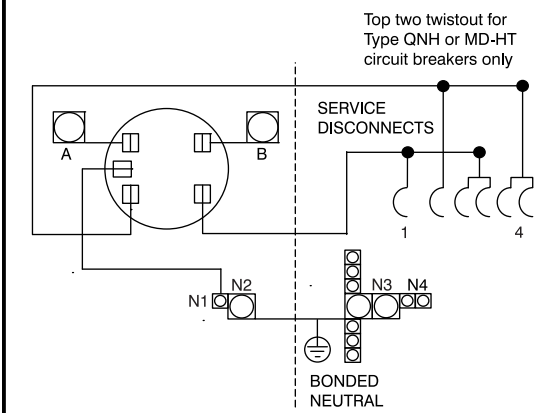 Top two twistout for
Type QNH or MD-HT
circuit breakers only
SERVICE
DISCONNECTS
A
B
1
4
N1
N2
N3
N4
BONDED
NEUTRAL